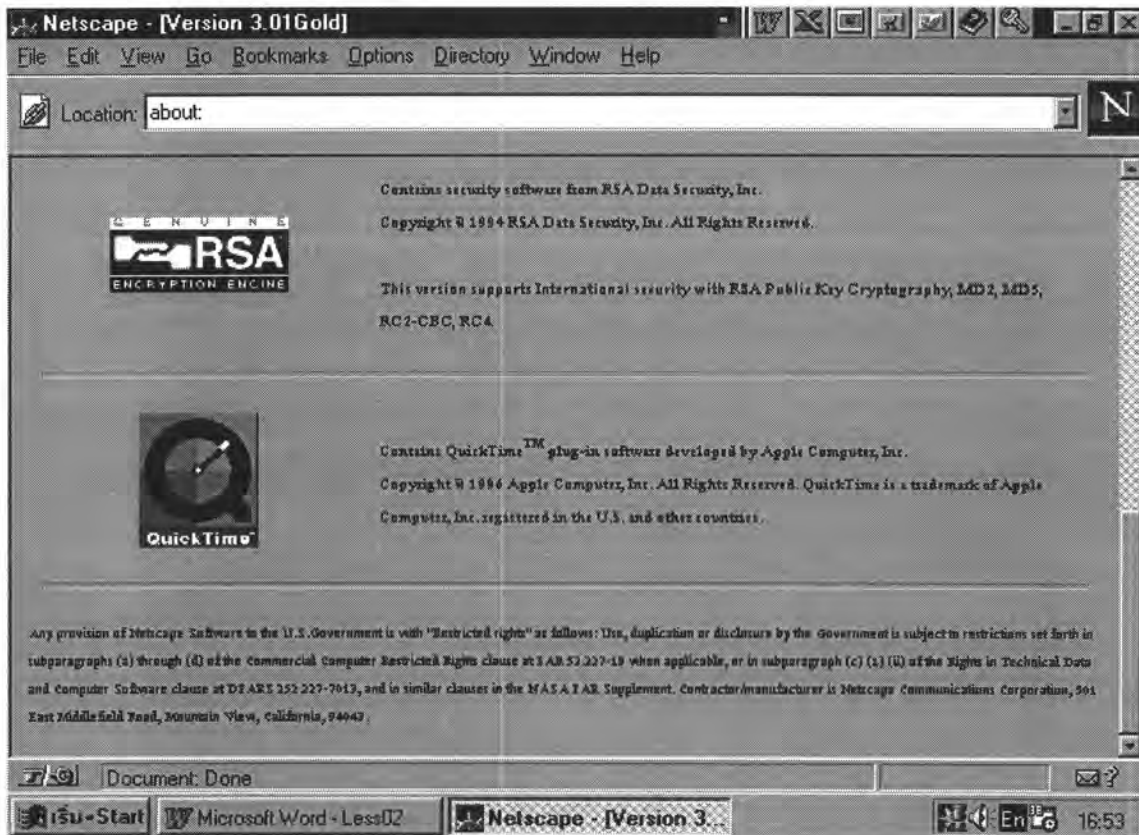 Netscape - [Version 3.01Gold]
File Edit View Go Bookmarks Options Directory Window Help
Location: about:
N
GENUINE
RSA
ENCRYPTION ENGINE
Contains security software from RSA Data Security, Inc.
Copyright © 1994 RSA Data Security, Inc. All Rights Reserved.
This version supports International security with RSA Public Key Cryptography, MD2, MD5,
RC2-CBC, RC4.
QuickTime™
Contains QuickTime™ plug-in software developed by Apple Computer, Inc.
Copyright © 1996 Apple Computer, Inc. All Rights Reserved. QuickTime is a trademark of Apple
Computer, Inc. registered in the U.S. and other countries.
Any provision of Netscape Software to the U.S.Government is with "Restricted rights" as follows: Use, duplication or disclosure by the Government is subject to restrictions set forth in
subparagraphs (a) through (d) of the Commercial Computer Restricted Rights clause at FAR 52.227-19 when applicable, or in subparagraph (c) (1) (ii) of the Rights in Technical Data
and Computer Software clause at DFARS 252.227-7013, and in similar clauses in the NASA FAR Supplement. Contractor/manufacturer is Netscape Communications Corporation, 501
East Middlefield Road, Mountain View, California, 94043.
Document: Done
เริ่ม-Start
Microsoft Word - Less02
Netscape - [Version 3...
En
16:53